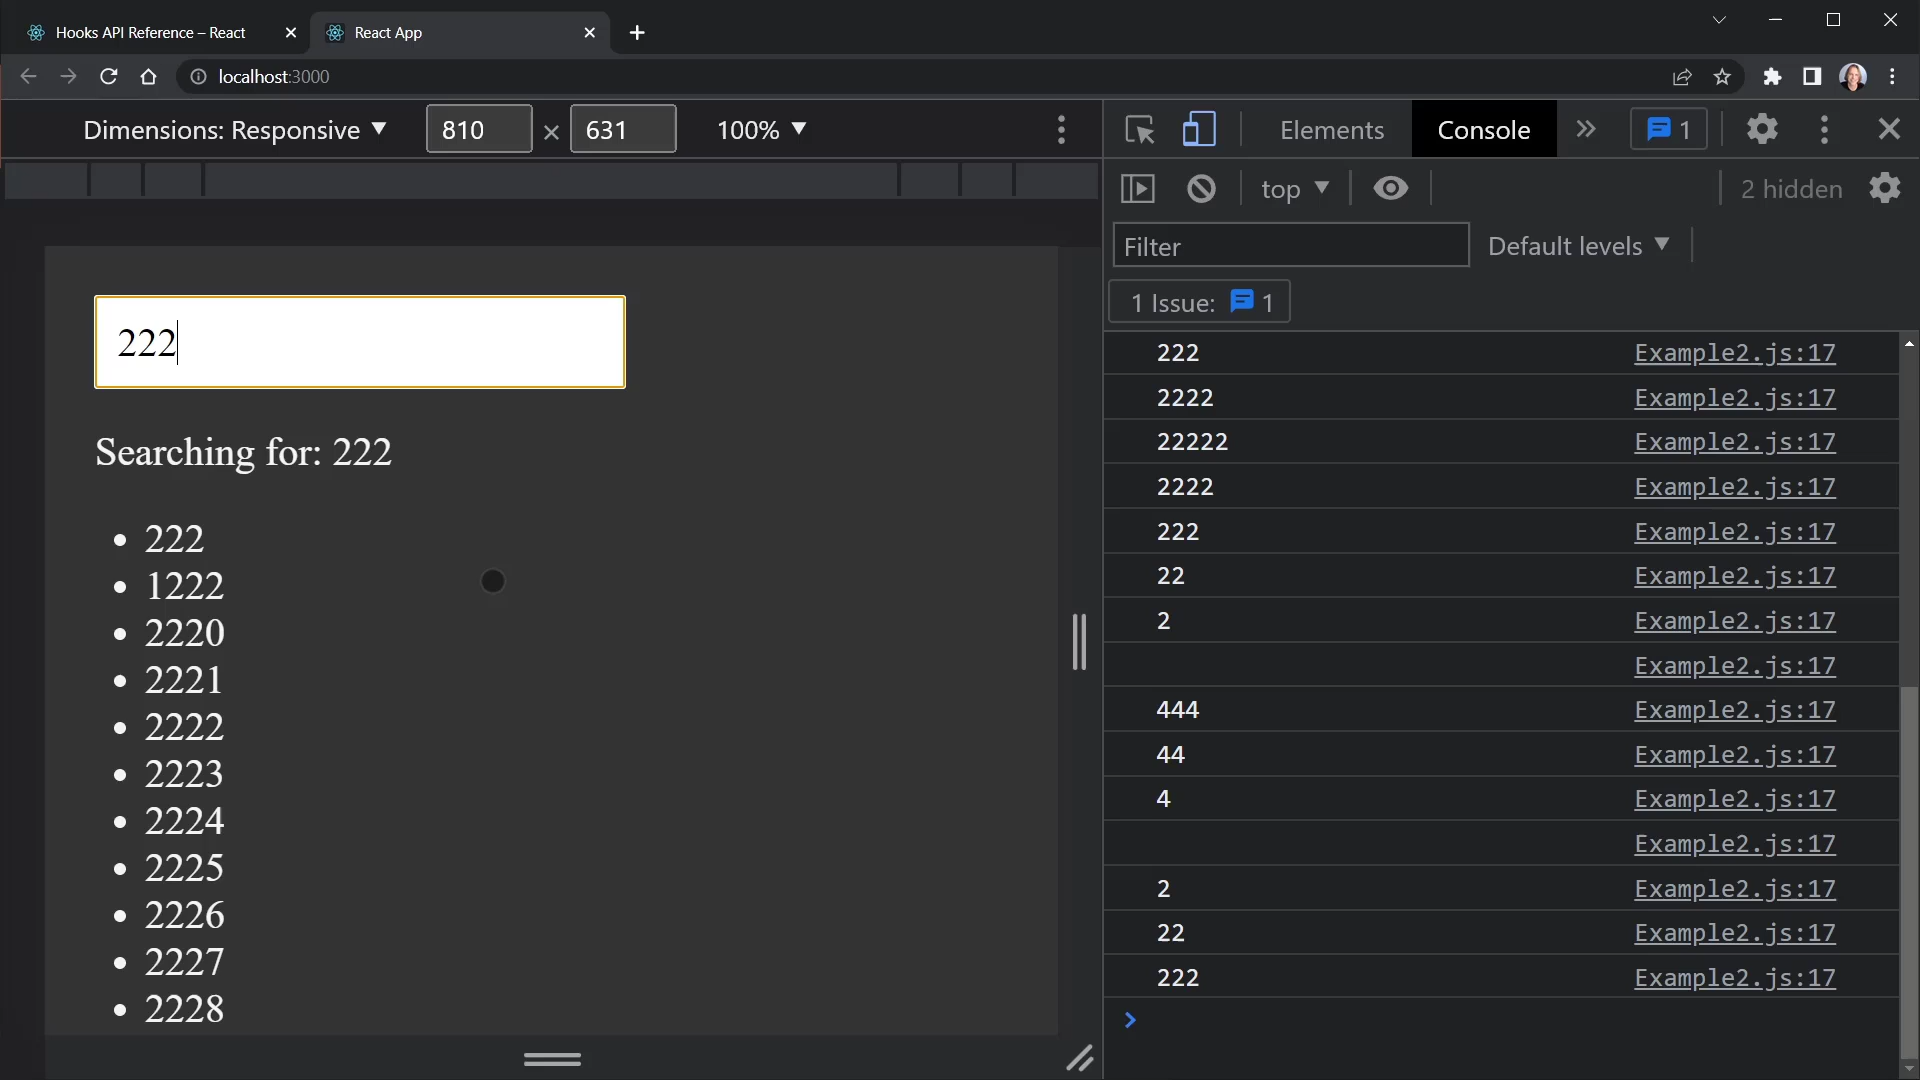 Hooks API Reference – React
React App
localhost:3000
Dimensions: Responsive ▼ 810 × 631 100% ▼
Elements Console » 1
top ▼ 2 hidden
Filter Default levels ▼
1 Issue: 1
222
Searching for: 222
• 222
• 1222
• 2220
• 2221
• 2222
• 2223
• 2224
• 2225
• 2226
• 2227
• 2228
222 Example2.js:17
2222 Example2.js:17
22222 Example2.js:17
2222 Example2.js:17
222 Example2.js:17
22 Example2.js:17
2 Example2.js:17
Example2.js:17
444 Example2.js:17
44 Example2.js:17
4 Example2.js:17
Example2.js:17
2 Example2.js:17
22 Example2.js:17
222 Example2.js:17